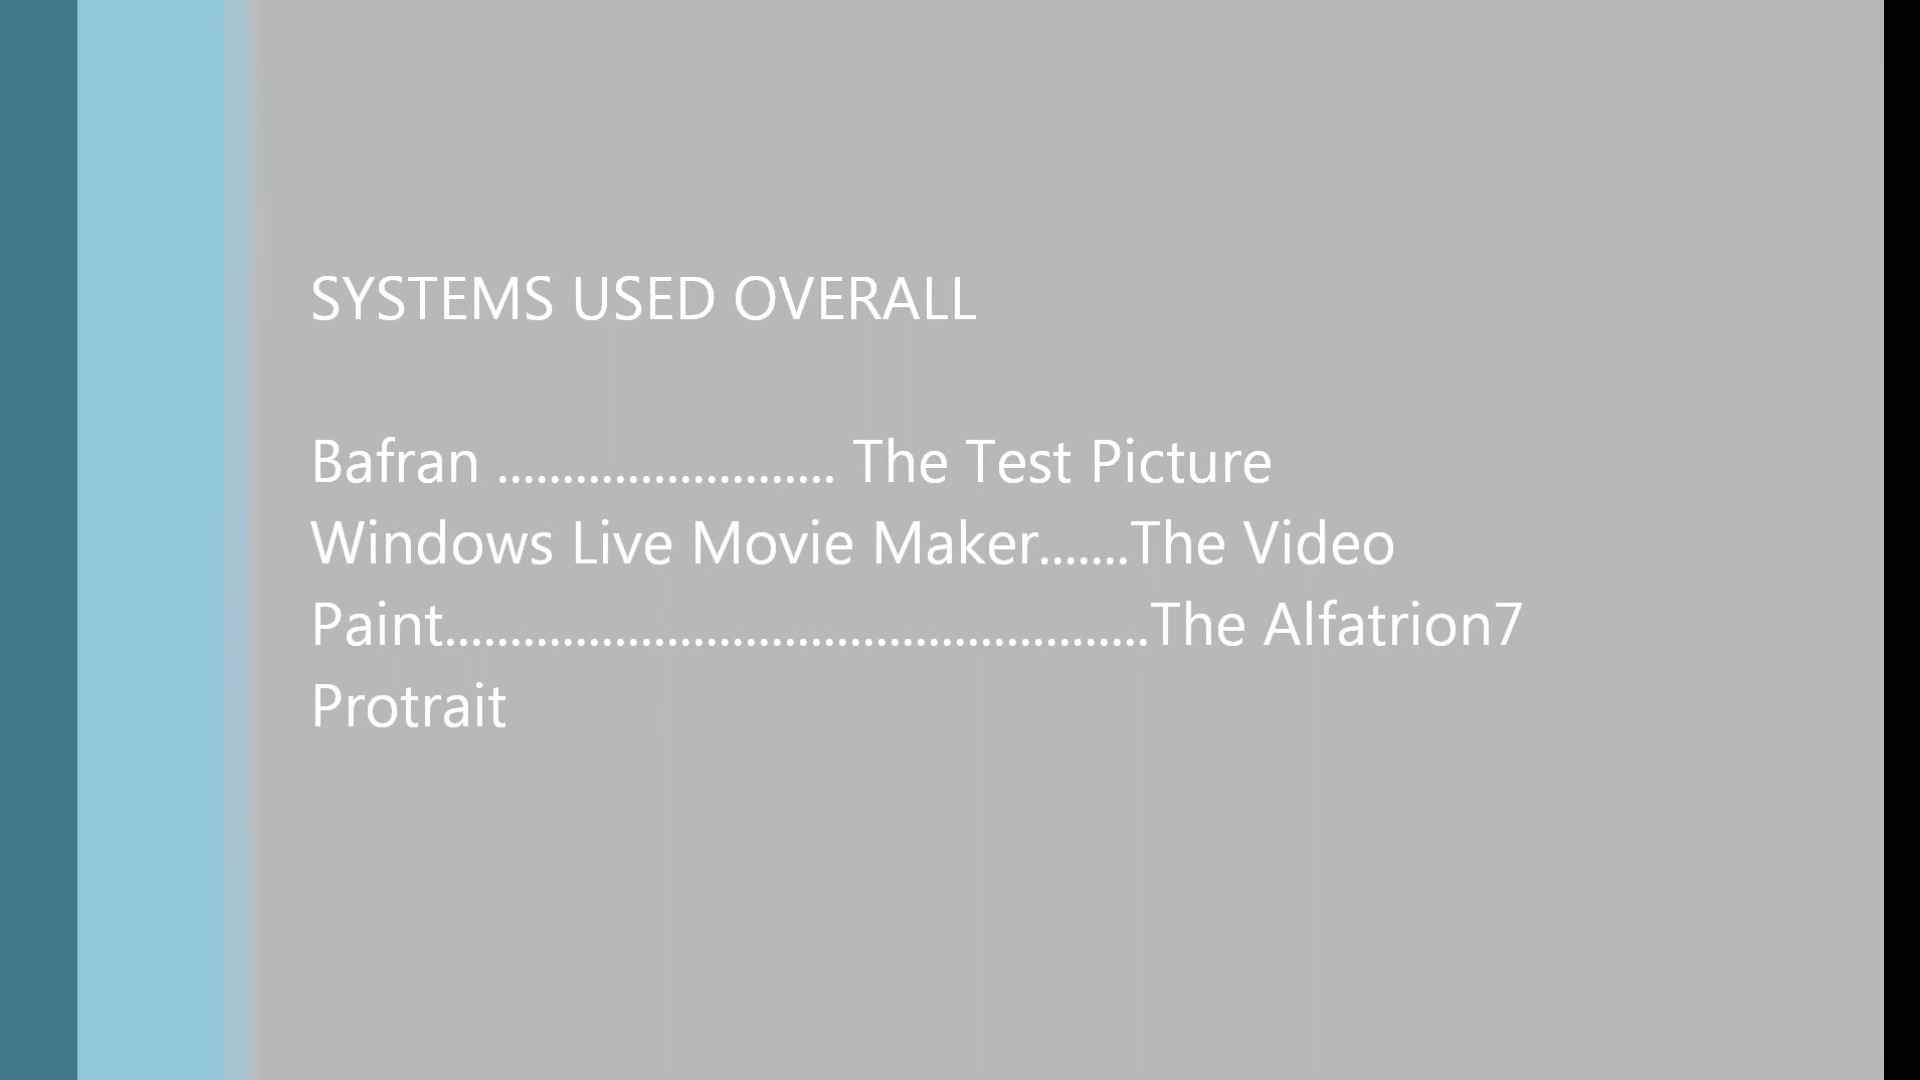 SYSTEMS USED OVERALL
Bafran .......................... The Test Picture
Windows Live Movie Maker.......The Video
Paint......................................................The Alfatrion7
Protrait